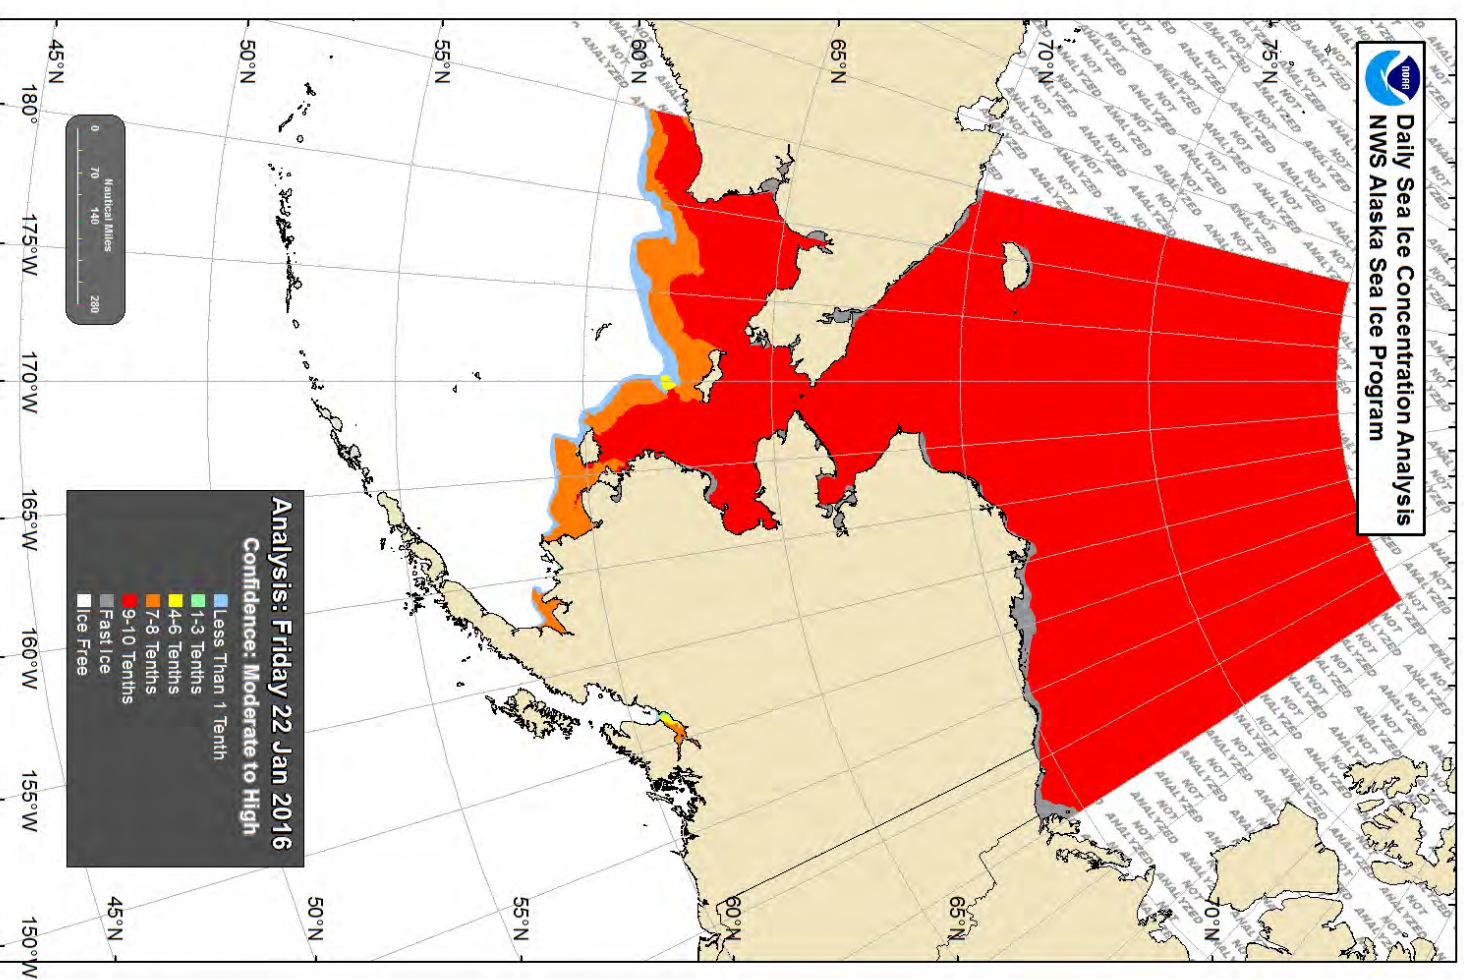 Daily Sea Ice Concentration Analysis
NWS Alaska Sea Ice Program
NOAA
75°N
70°N
65°N
60°N
55°N
50°N
45°N
70°N
65°N
60°N
55°N
50°N
45°N
180°
175°W
170°W
165°W
160°W
155°W
150°W
NOT ANALYZED
Nautical Miles
0 70 140 280
Analysis: Friday 22 Jan 2016
Confidence: Moderate to High
Less Than 1 Tenth
1-3 Tenths
4-6 Tenths
7-8 Tenths
9-10 Tenths
Fast Ice
Ice Free